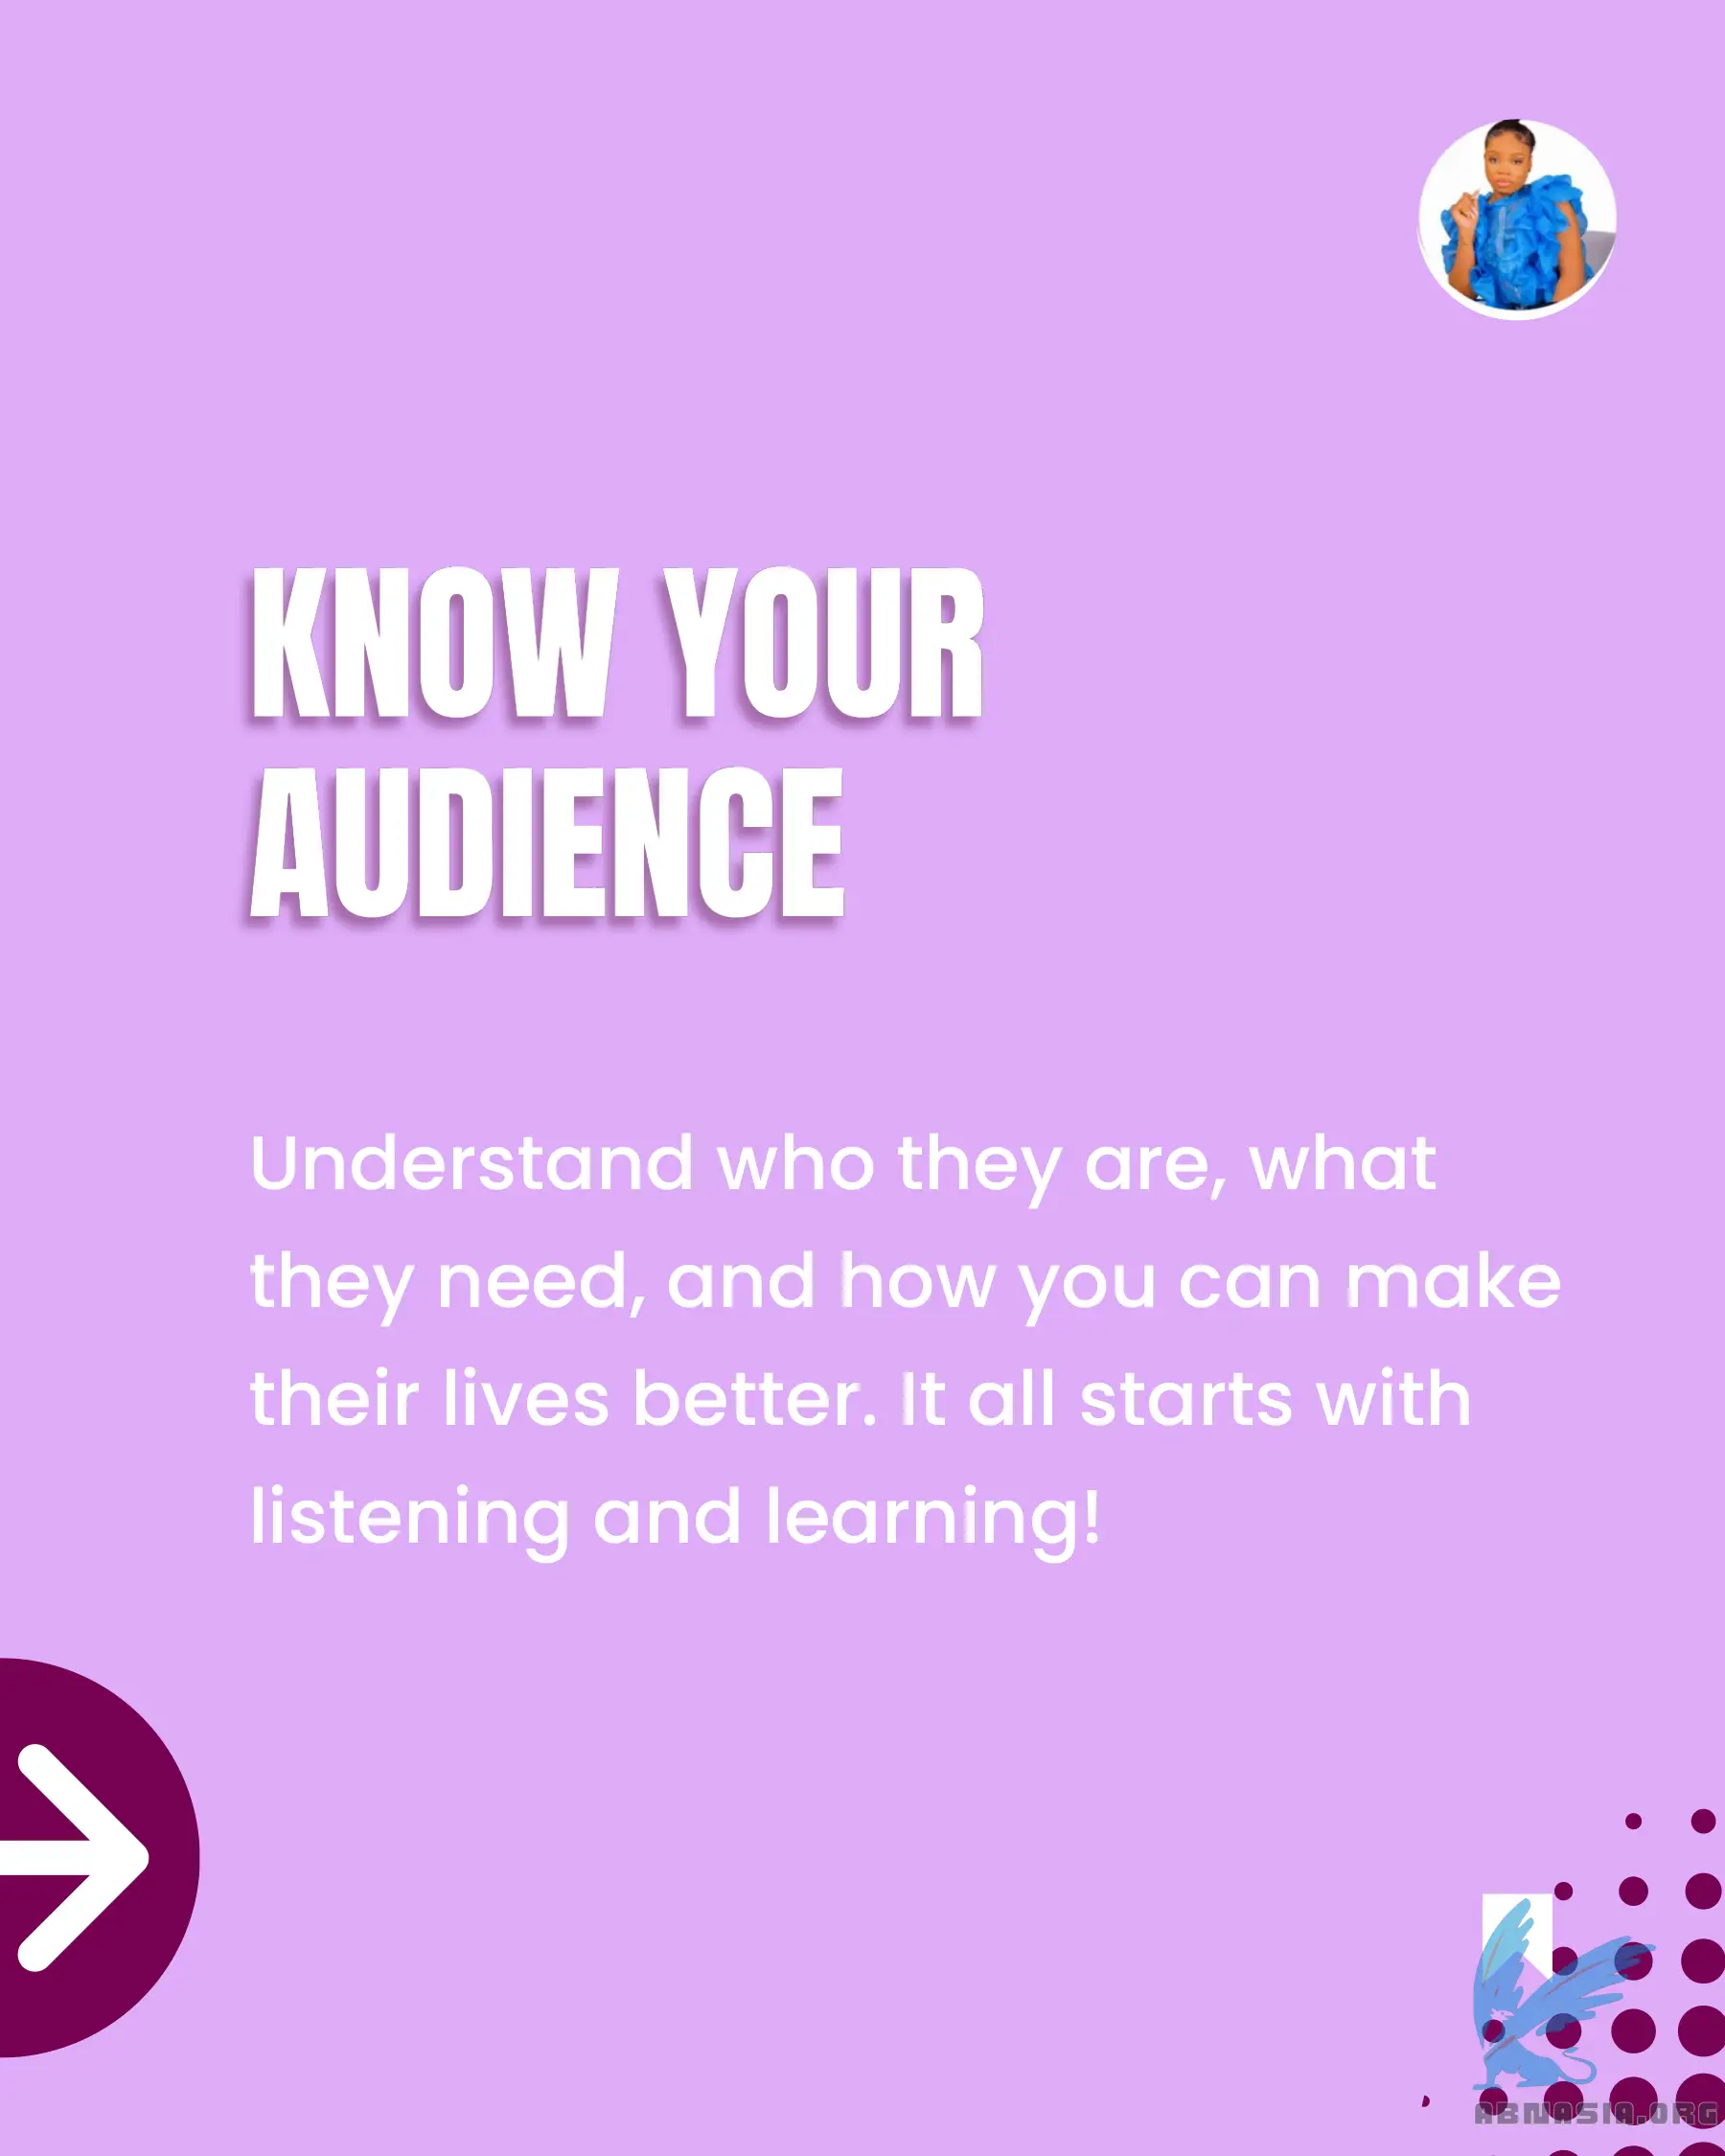 KNOW YOUR
AUDIENCE
Understand who they are, what
they need, and how you can make
their lives better. It all starts with
listening and learning!
ABNASIA.ORG